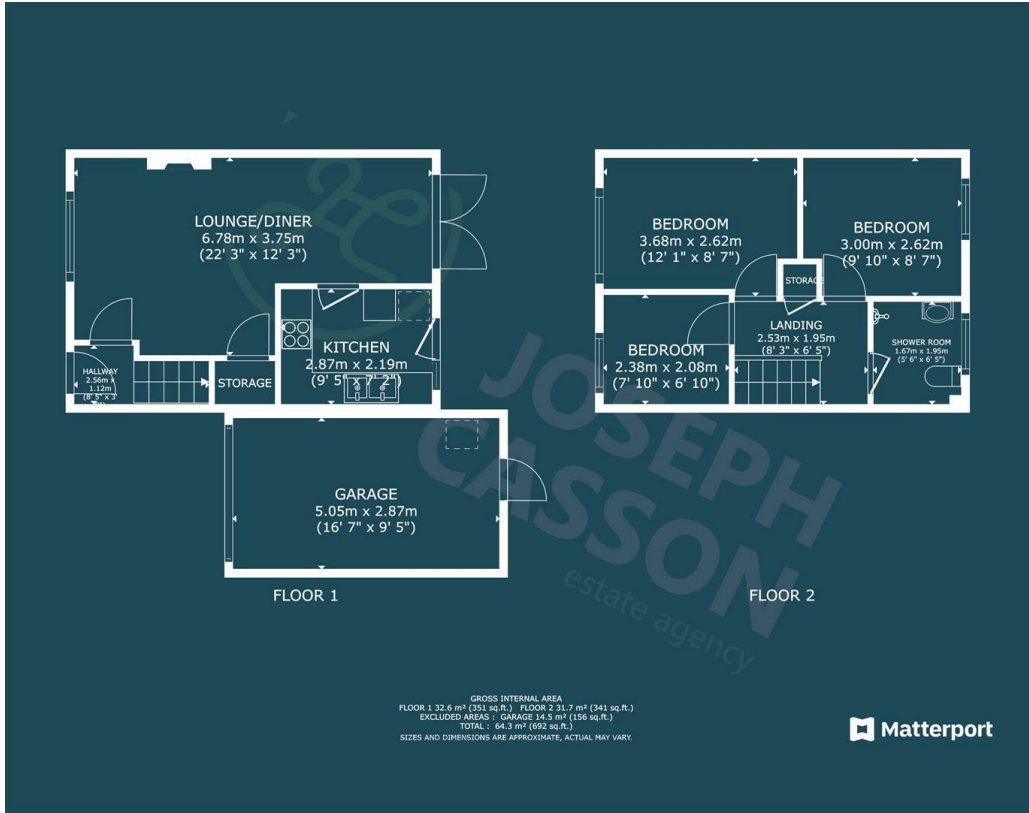 LOUNGE/DINER
6.78m x 3.75m
(22' 3" x 12' 3")
KITCHEN
2.87m x 2.19m
(9' 5" x 7' 2")
HALLWAY
2.56m x
1.12m
(8' 5" x 3'
STORAGE
GARAGE
5.05m x 2.87m
(16' 7" x 9' 5")
FLOOR 1
BEDROOM
3.68m x 2.62m
(12' 1" x 8' 7")
BEDROOM
3.00m x 2.62m
(9' 10" x 8' 7")
STORAGE
LANDING
2.53m x 1.95m
(8' 3" x 6' 5")
SHOWER ROOM
1.67m x 1.95m
(5' 6" x 6' 5")
BEDROOM
2.38m x 2.08m
(7' 10" x 6' 10")
FLOOR 2
JOSEPH
CASSON
estate agency
GROSS INTERNAL AREA
FLOOR 1 32.6 m² (351 sq.ft.) FLOOR 2 31.7 m² (341 sq.ft.)
EXCLUDED AREAS : GARAGE 14.5 m² (156 sq.ft.)
TOTAL : 64.3 m² (692 sq.ft.)
SIZES AND DIMENSIONS ARE APPROXIMATE, ACTUAL MAY VARY.
Matterport